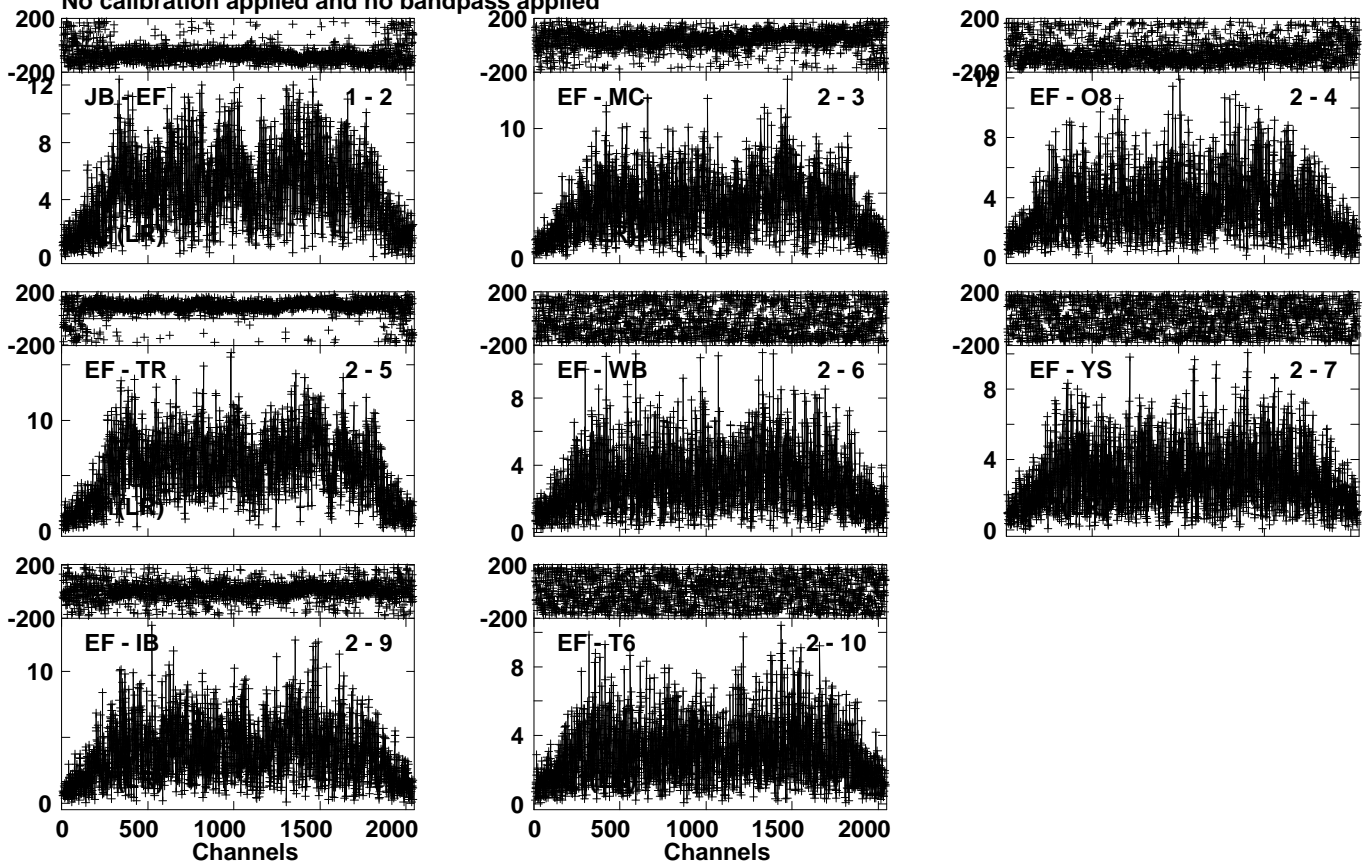 No calibration applied and no bandpass applied
200
-200
12
8
4
0
JB - EF 1 - 2
(LR)
200
-200
10
0
EF - MC 2 - 3
200
-200
12
8
4
0
EF - O8 2 - 4
200
-200
10
0
EF - TR 2 - 5
(LR)
200
-200
8
4
0
EF - WB 2 - 6
200
-200
8
4
0
EF - YS 2 - 7
200
-200
10
0
EF - IB 2 - 9
0 500 1000 1500 2000
Channels
200
-200
8
4
0
EF - T6 2 - 10
0 500 1000 1500 2000
Channels